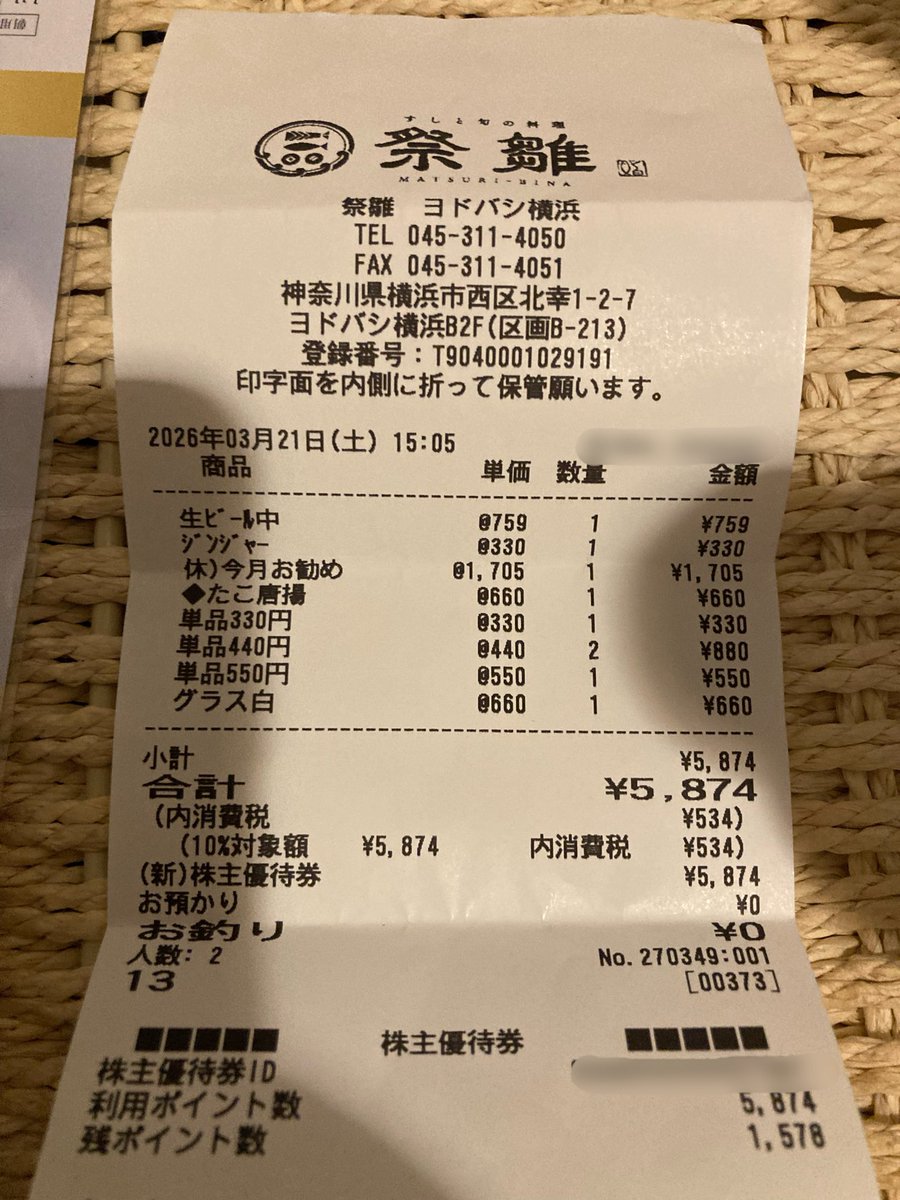 すしと旬の料理
祭雛
MATSURI-BINA
祭雛 ヨドバシ横浜
TEL 045-311-4050
FAX 045-311-4051
神奈川県横浜市西区北幸1-2-7
ヨドバシ横浜B2F(区画B-213)
登録番号：T9040001029191
印字面を内側に折って保管願います。
2026年03月21日(土) 15:05
商品 単価 数量 金額
生ﾋﾞｰﾙ中 @759 1 ¥759
ｼﾞﾝｼﾞｬｰ @330 1 ¥330
休)今月お勧め @1,705 1 ¥1,705
◆たこ唐揚 @660 1 ¥660
単品330円 @330 1 ¥330
単品440円 @440 2 ¥880
単品550円 @550 1 ¥550
グラス白 @660 1 ¥660
小計 ¥5,874
合計 ¥5,874
(内消費税 ¥534)
(10%対象額 ¥5,874 内消費税 ¥534)
(新)株主優待券 ¥5,874
お預かり ¥0
お釣り ¥0
人数: 2 No.270349:001
13 [00373]
■■■■■ 株主優待券 ■■■■■
株主優待券ID
利用ポイント数 5,874
残ポイント数 1,578